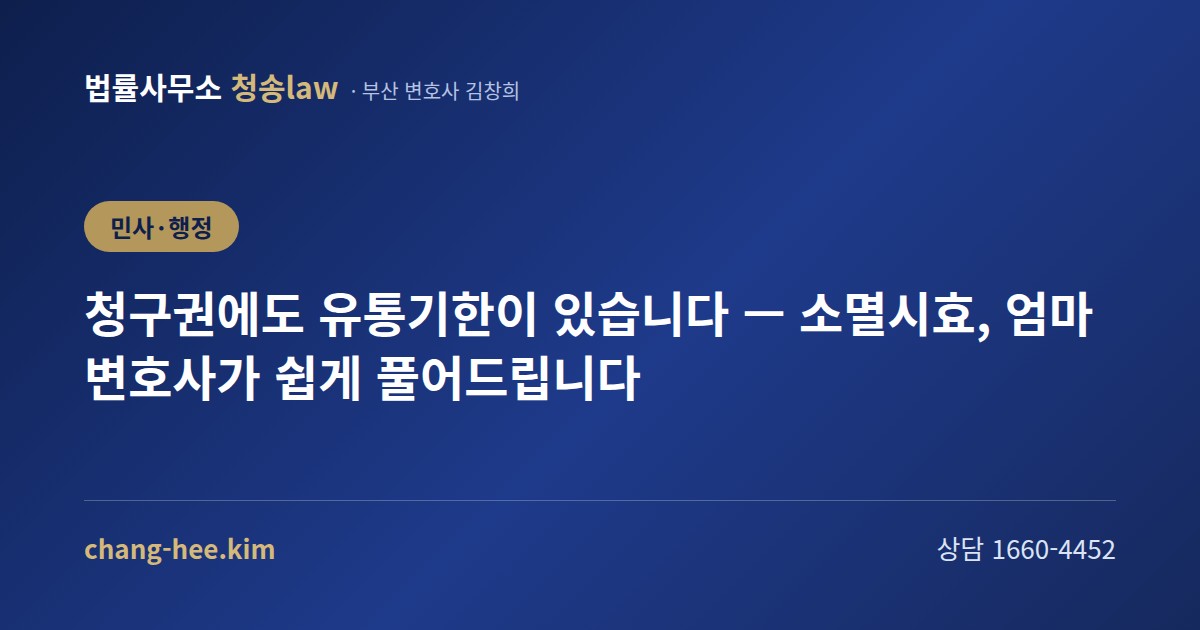 법률사무소 청송law · 부산 변호사 김창희
민사·행정
청구권에도 유통기한이 있습니다 — 소멸시효, 엄마
변호사가 쉽게 풀어드립니다
chang-hee.kim
상담 1660-4452